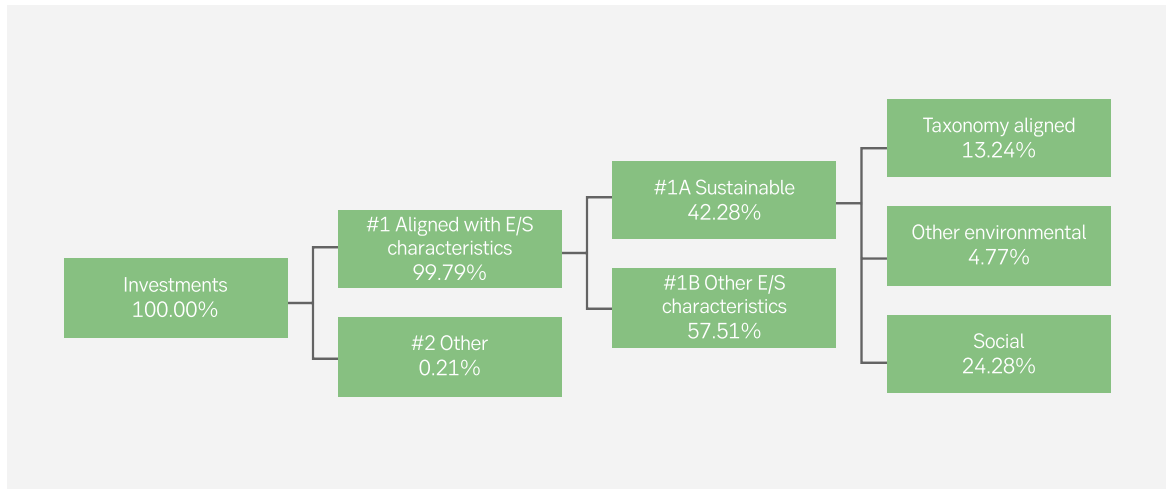 Investments
100.00%
#1 Aligned with E/S
characteristics
99.79%
#2 Other
0.21%
#1A Sustainable
42.28%
#1B Other E/S
characteristics
57.51%
Taxonomy aligned
13.24%
Other environmental
4.77%
Social
24.28%